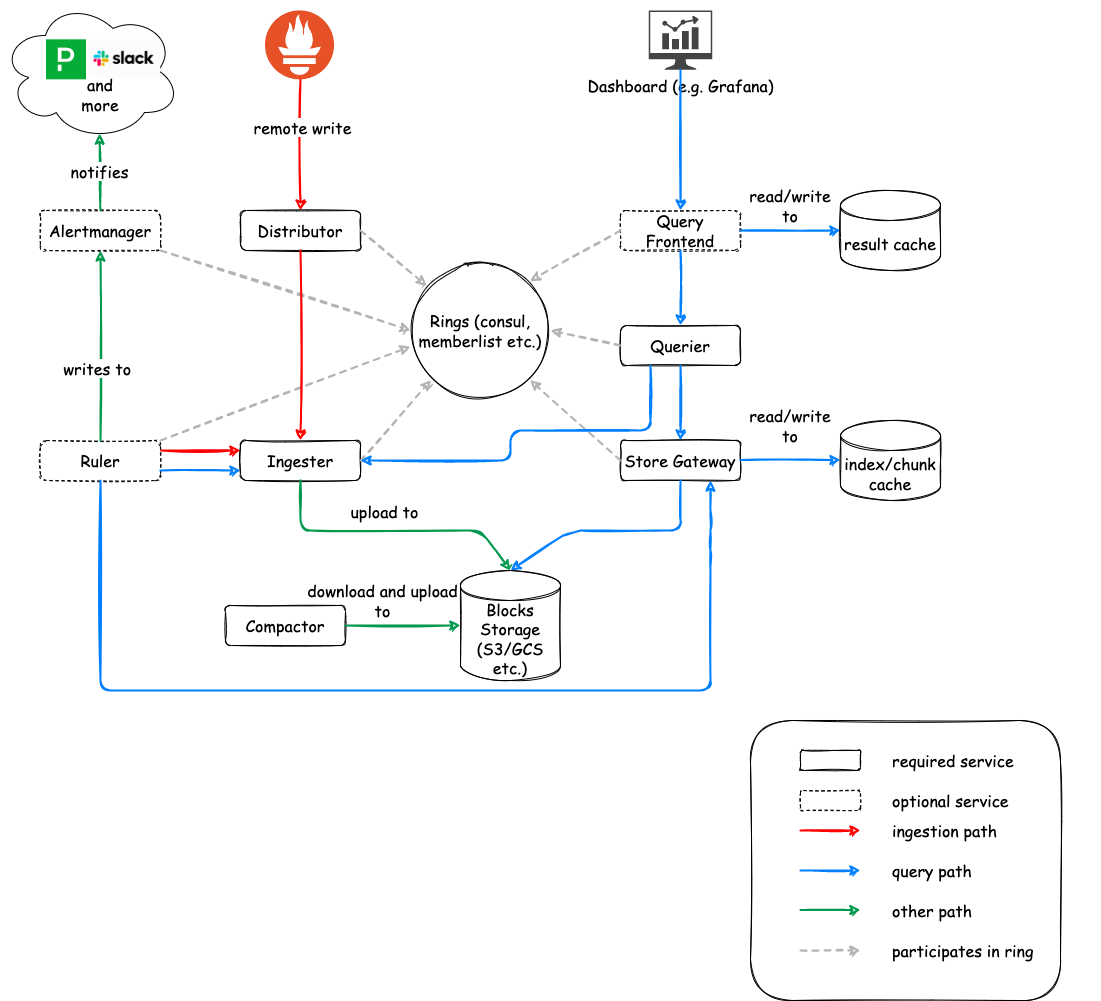 slack
and
more
Dashboard (e.g. Grafana)
remote write
notifies
read/write
to
Alertmanager
Distributor
Query
Frontend
result cache
Rings (consul,
memberlist etc.)
Querier
writes to
read/write
to
Ruler
Ingester
Store Gateway
index/chunk
cache
upload to
download and upload
to
Compactor
Blocks
Storage
(S3/GCS
etc.)
required service
optional service
ingestion path
query path
other path
participates in ring